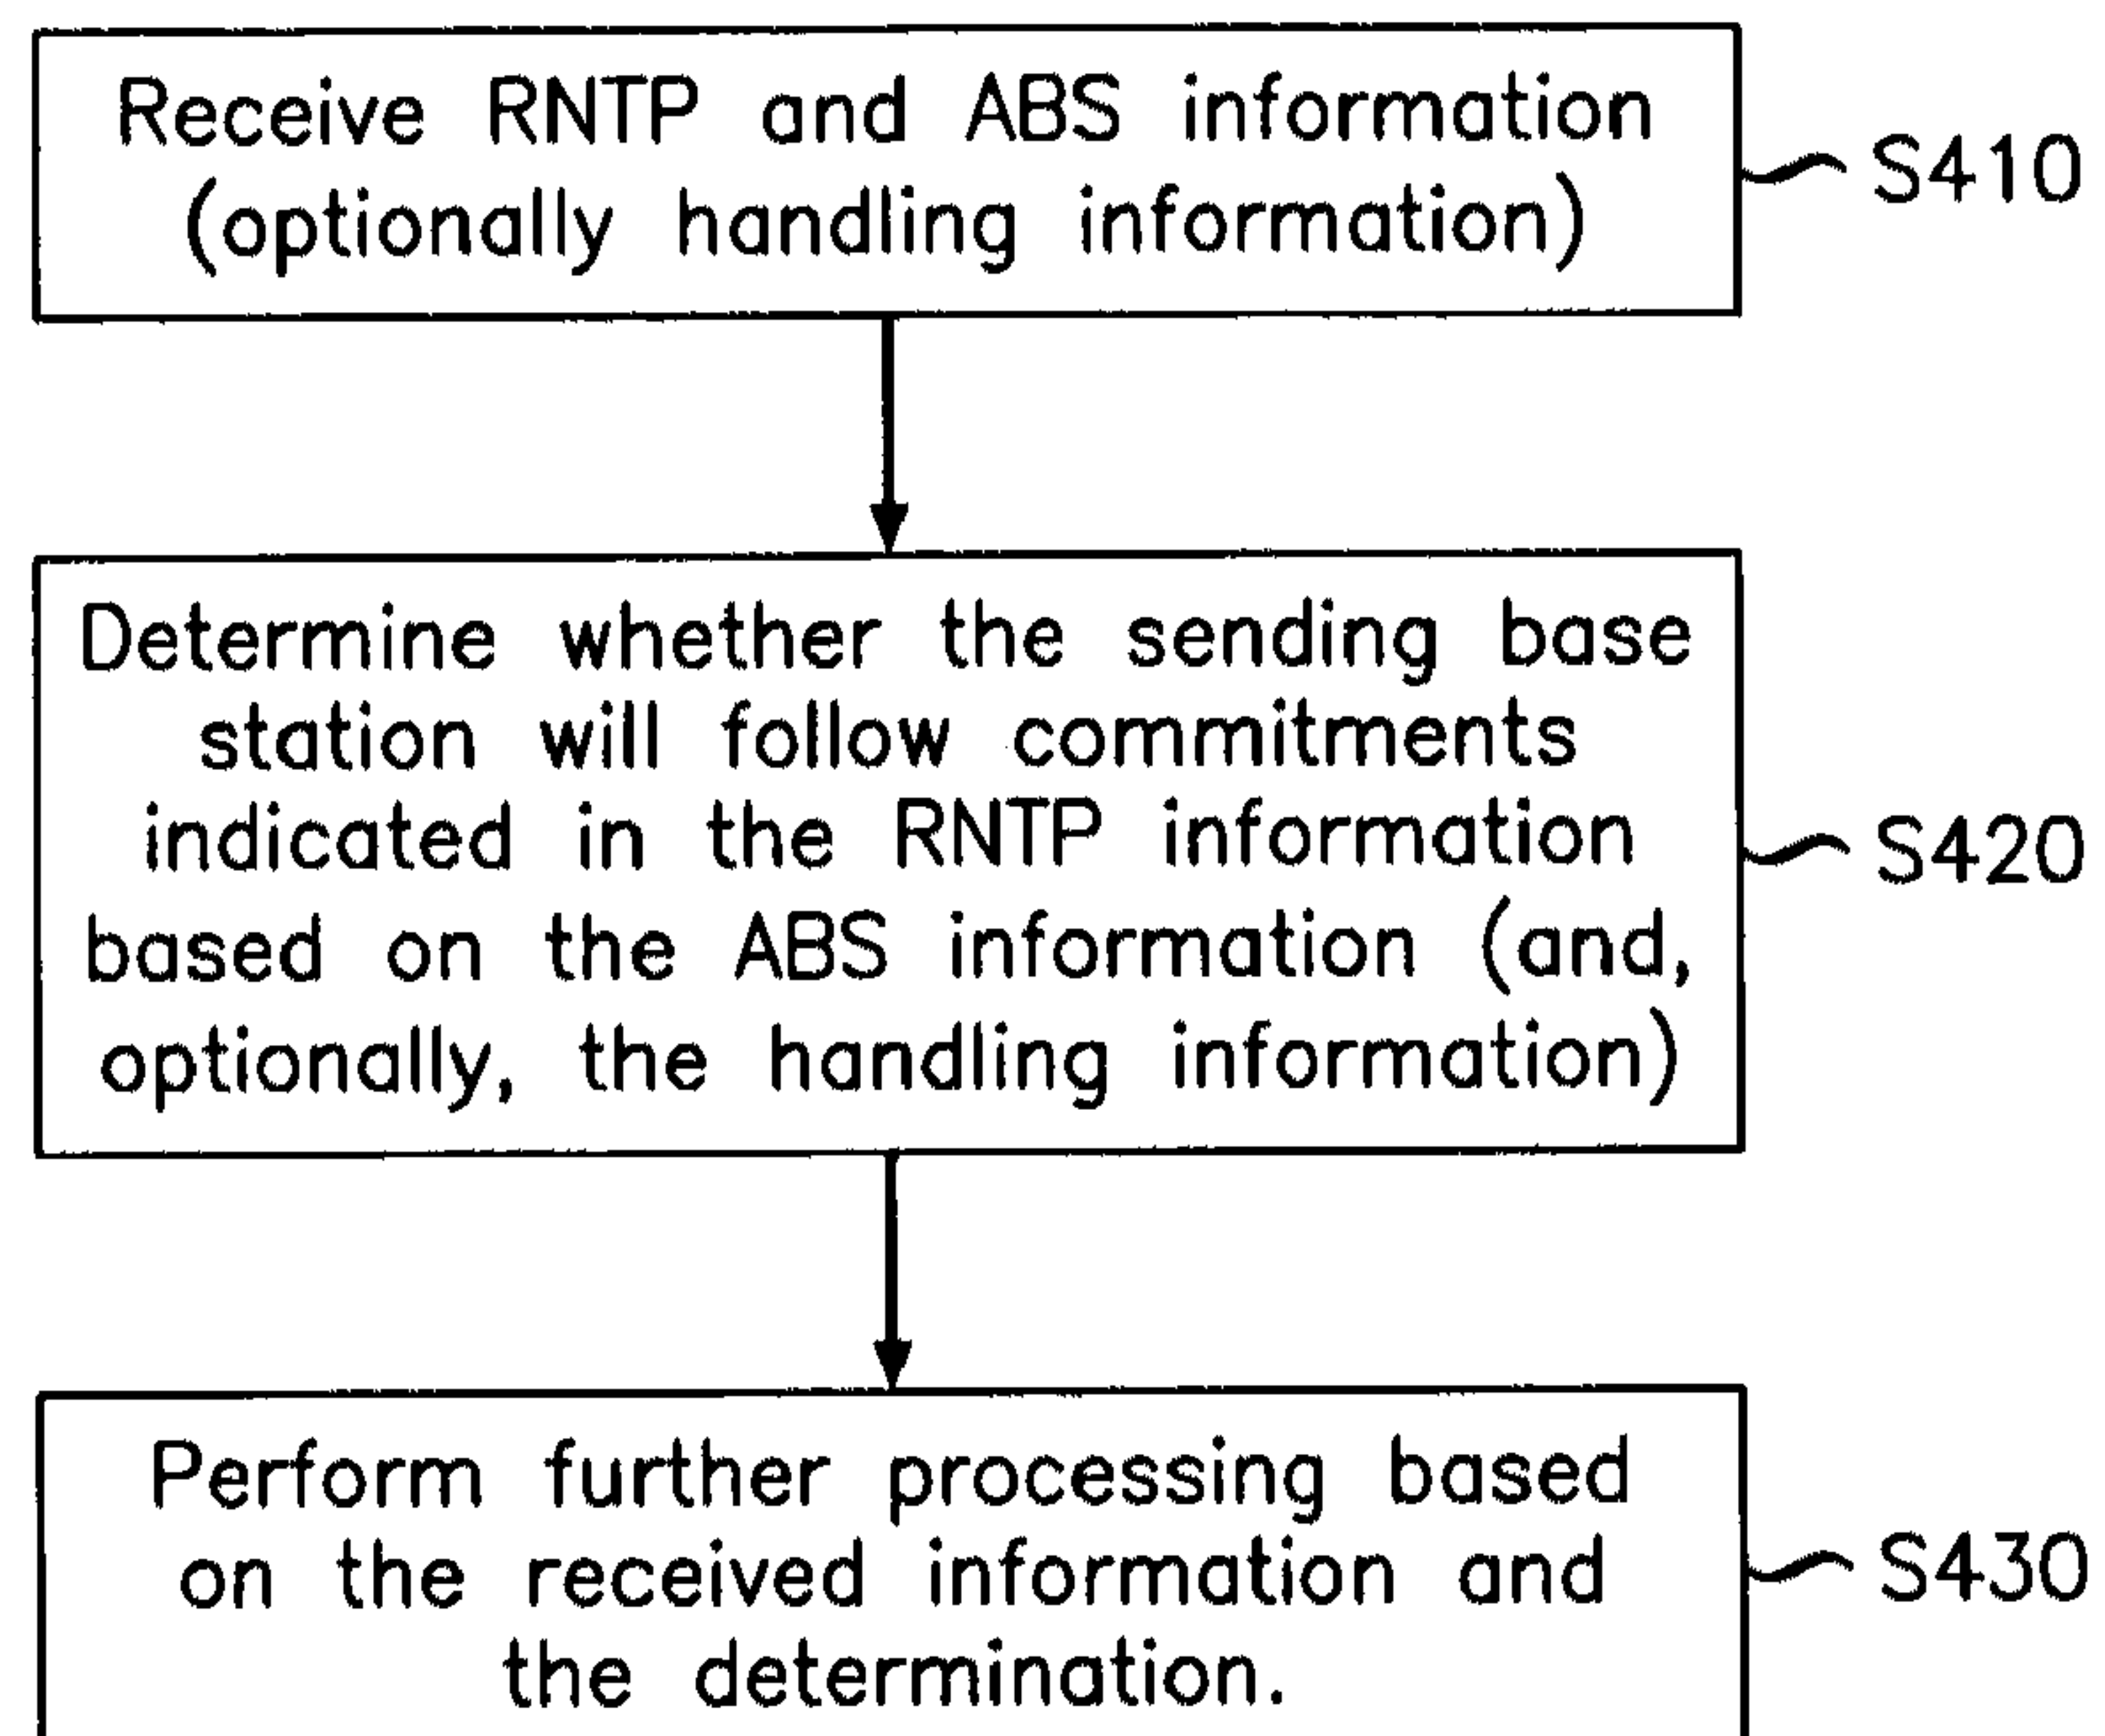 Receive RNTP and ABS information
(optionally handling information)
S410
Determine whether the sending base
station will follow commitments
indicated in the RNTP information
based on the ABS information (and,
optionally, the handling information)
S420
Perform further processing based
on the received information and
the determination.
S430